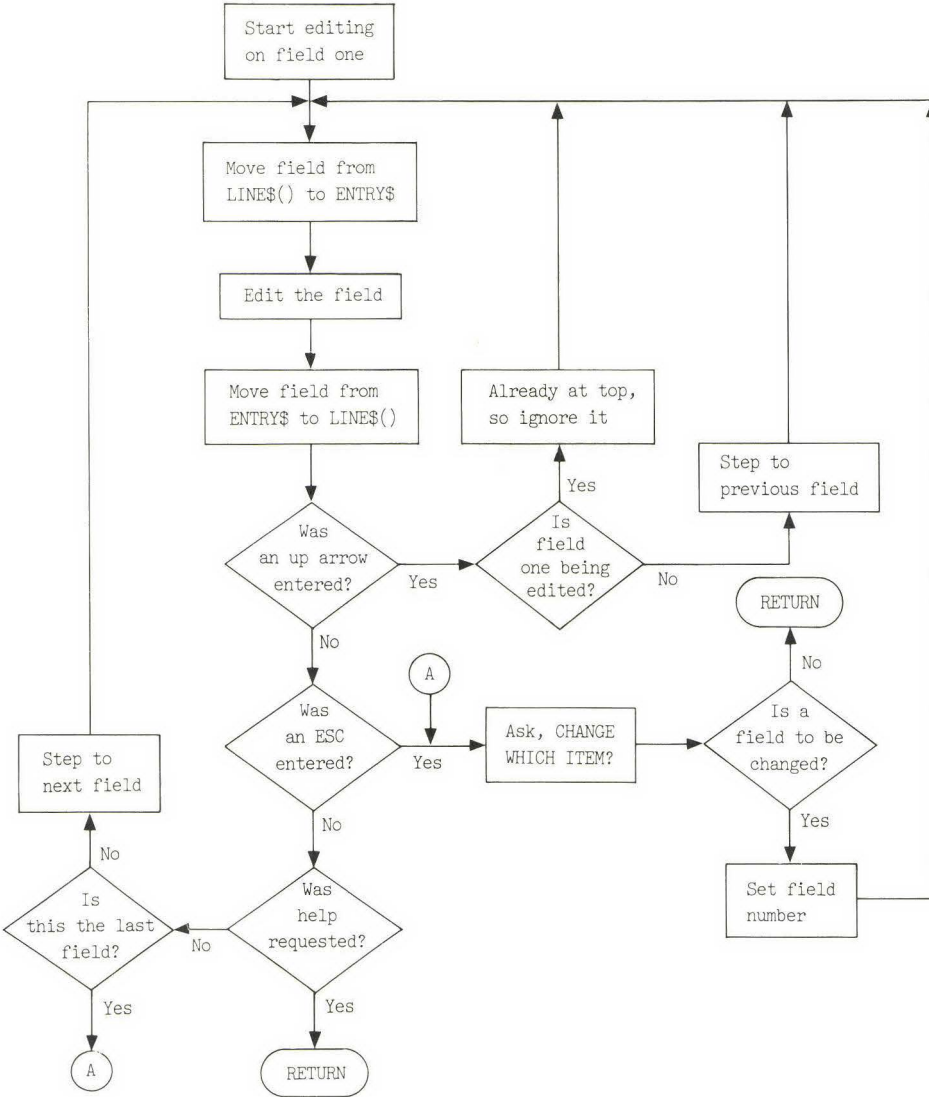 Start editing
on field one
Move field from
LINE$() to ENTRY$
Edit the field
Move field from
ENTRY$ to LINE$()
Already at top,
so ignore it
Step to
previous field
Was
an up arrow
entered?
Yes
No
Is
field
one being
edited?
Yes
No
RETURN
A
Was
an ESC
entered?
Yes
No
Ask, CHANGE
WHICH ITEM?
Is a
field to be
changed?
No
Yes
Set field
number
Step to
next field
No
Is
this the last
field?
Yes
A
Was
help
requested?
No
Yes
RETURN